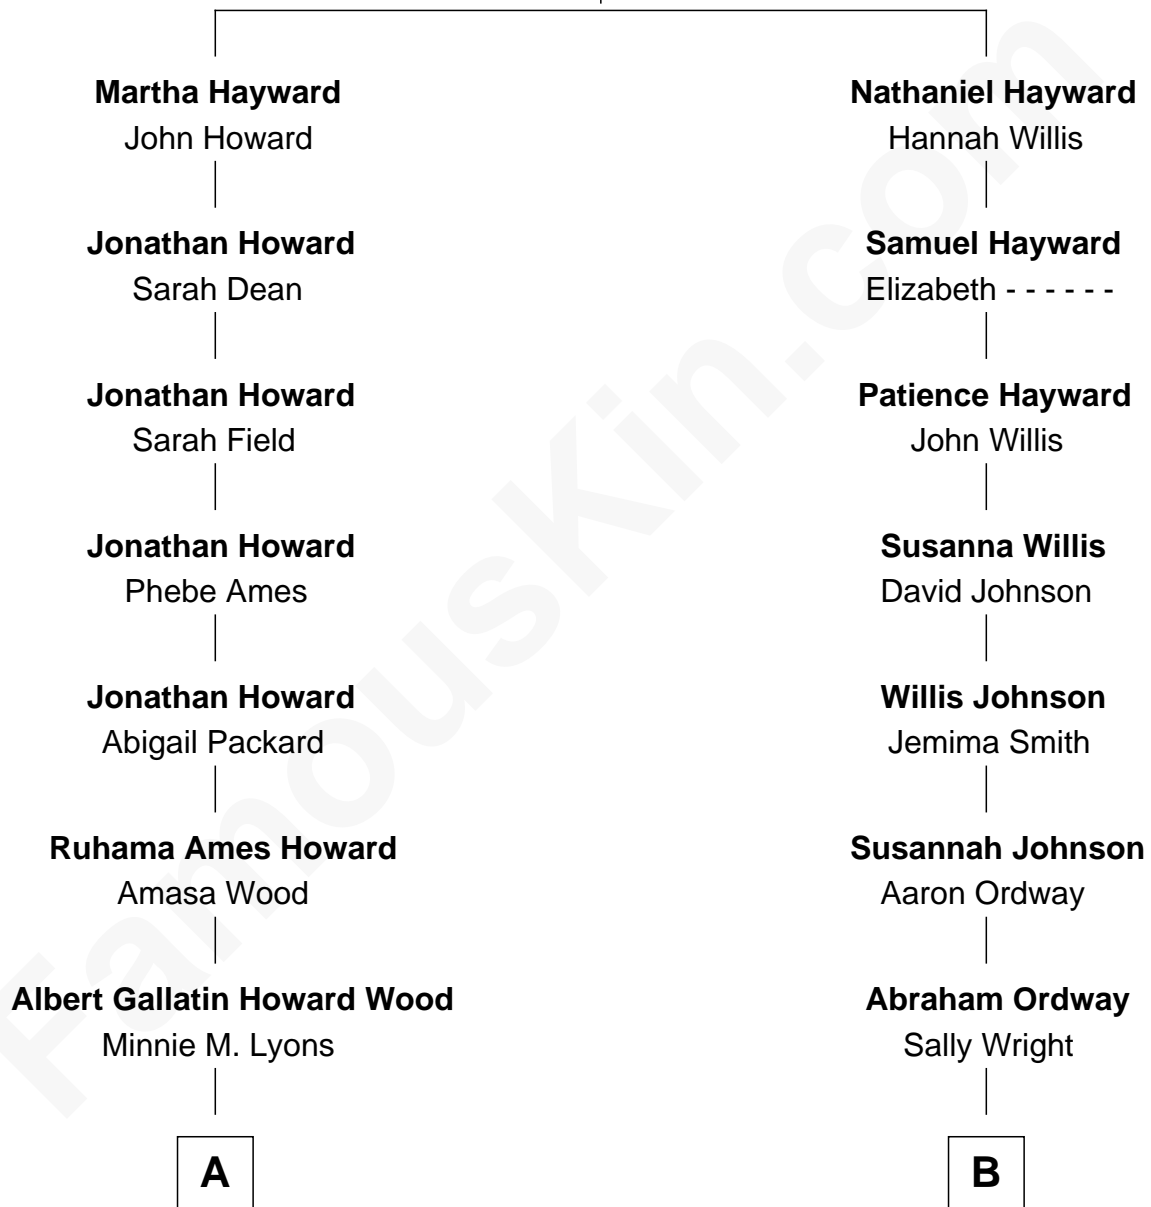 Martha Hayward
John Howard
Jonathan Howard
Sarah Dean
Jonathan Howard
Sarah Field
Jonathan Howard
Phebe Ames
Jonathan Howard
Abigail Packard
Ruhama Ames Howard
Amasa Wood
Albert Gallatin Howard Wood
Minnie M. Lyons
A
Nathaniel Hayward
Hannah Willis
Samuel Hayward
Elizabeth - - - - - -
Patience Hayward
John Willis
Susanna Willis
David Johnson
Willis Johnson
Jemima Smith
Susannah Johnson
Aaron Ordway
Abraham Ordway
Sally Wright
B
FamousKin.com